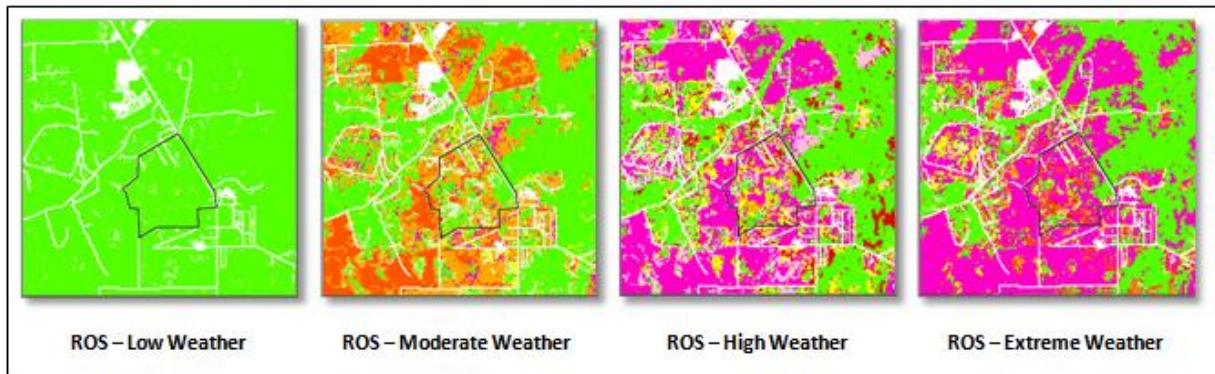 ROS – Low Weather
ROS – Moderate Weather
ROS – High Weather
ROS – Extreme Weather